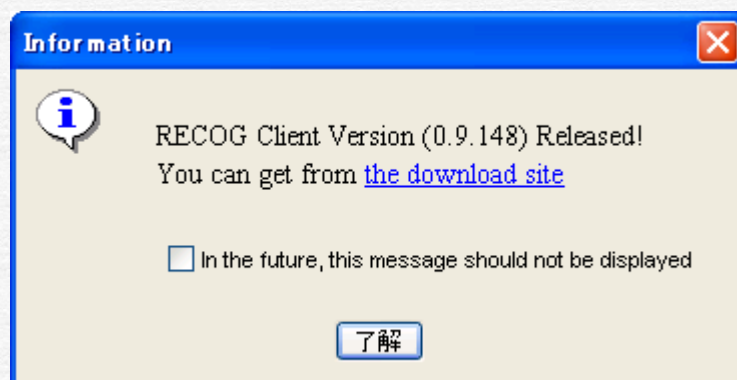 Information
RECOG Client Version (0.9.148) Released!
You can get from the download site
In the future, this message should not be displayed
了解